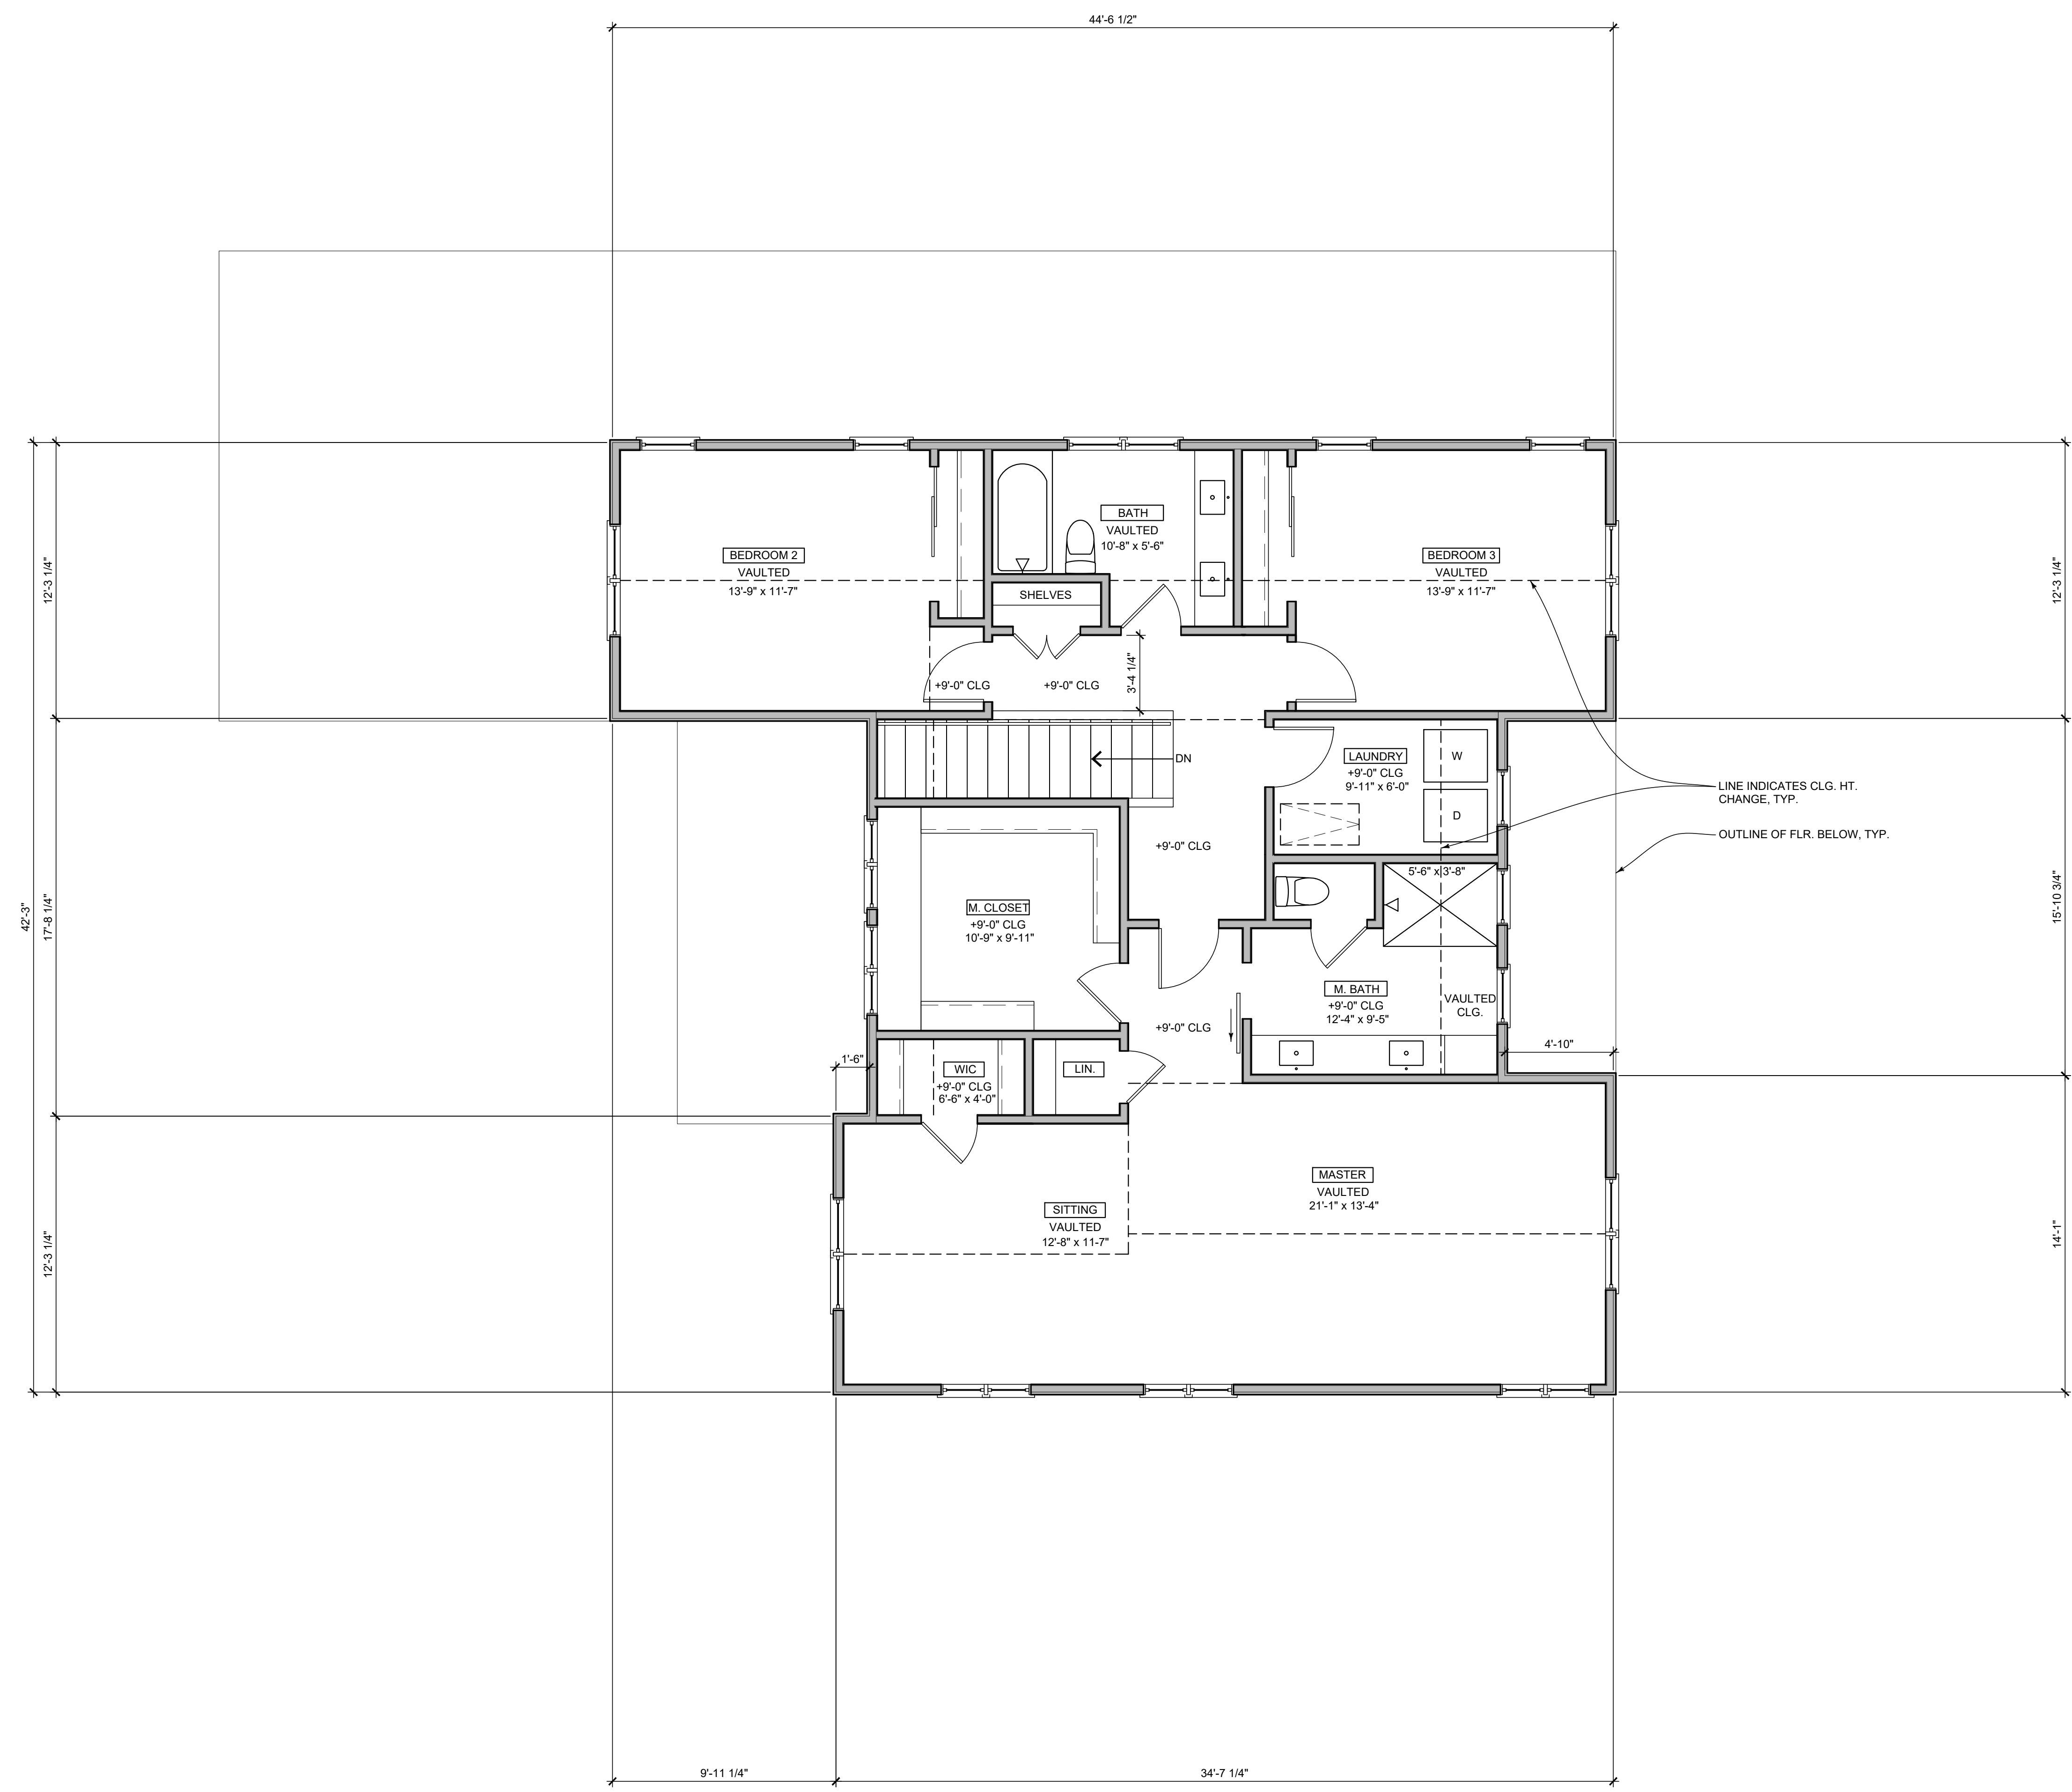 44'-6 1/2"
BATH
VAULTED
10'-8" x 5'-6"
BEDROOM 2
VAULTED
13'-9" x 11'-7"
BEDROOM 3
VAULTED
13'-9" x 11'-7"
12'-3 1/4"
12'-3 1/4"
SHELVES
3'-4 1/4"
+9'-0" CLG
+9'-0" CLG
DN
LAUNDRY
+9'-0" CLG
9'-11" x 6'-0"
W
D
LINE INDICATES CLG. HT.
CHANGE, TYP.
OUTLINE OF FLR. BELOW, TYP.
+9'-0" CLG
5'-6" x 3'-8"
42'-3"
17'-8 1/4"
15'-10 3/4"
M. CLOSET
+9'-0" CLG
10'-9" x 9'-11"
M. BATH
+9'-0" CLG
12'-4" x 9'-5"
VAULTED
CLG.
+9'-0" CLG
4'-10"
1'-6"
WIC
+9'-0" CLG
6'-6" x 4'-0"
LIN.
MASTER
VAULTED
21'-1" x 13'-4"
SITTING
VAULTED
12'-8" x 11-7"
12'-3 1/4"
14'-1"
9'-11 1/4"
34'-7 1/4"